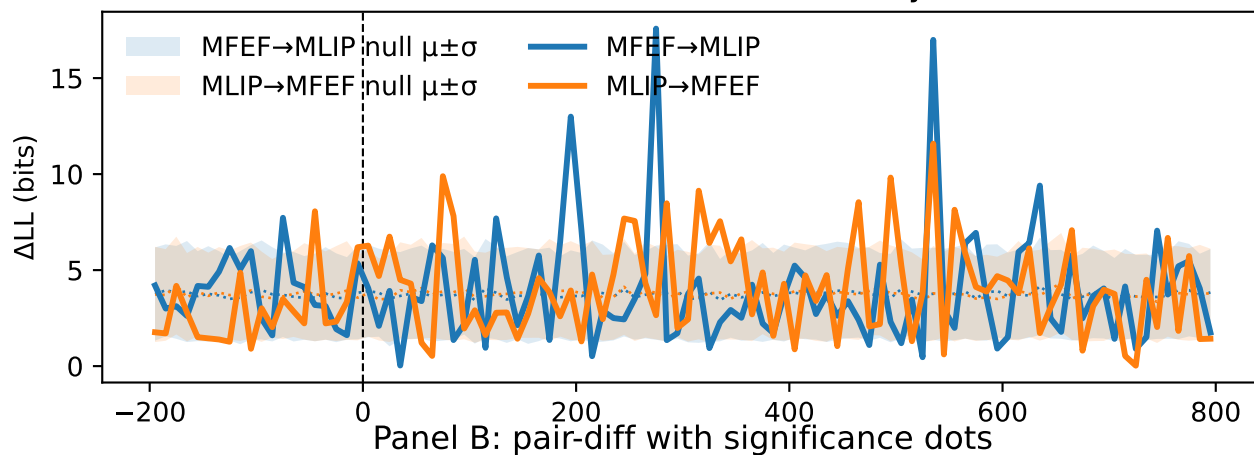 MFEF→MLIP null μ±σ
MLIP→MFEF null μ±σ
MFEF→MLIP
MLIP→MFEF
ΔLL (bits)
15
10
5
0
−200 0 200 400 600 800
Panel B: pair-diff with significance dots